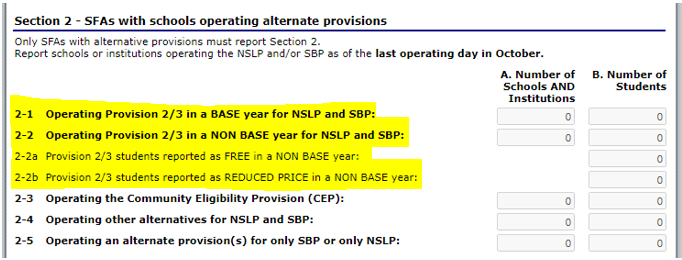 Section 2 - SFAs with schools operating alternate provisions
Only SFAs with alternative provisions must report Section 2.
Report schools or institutions operating the NSLP and/or SBP as of the last operating day in October.
A. Number of Schools AND Institutions
B. Number of Students
2-1 Operating Provision 2/3 in a BASE year for NSLP and SBP: 0 0
2-2 Operating Provision 2/3 in a NON BASE year for NSLP and SBP: 0 0
2-2a Provision 2/3 students reported as FREE in a NON BASE year: 0
2-2b Provision 2/3 students reported as REDUCED PRICE in a NON BASE year: 0
2-3 Operating the Community Eligibility Provision (CEP): 0 0
2-4 Operating other alternatives for NSLP and SBP: 0 0
2-5 Operating an alternate provision(s) for only SBP or only NSLP: 0 0